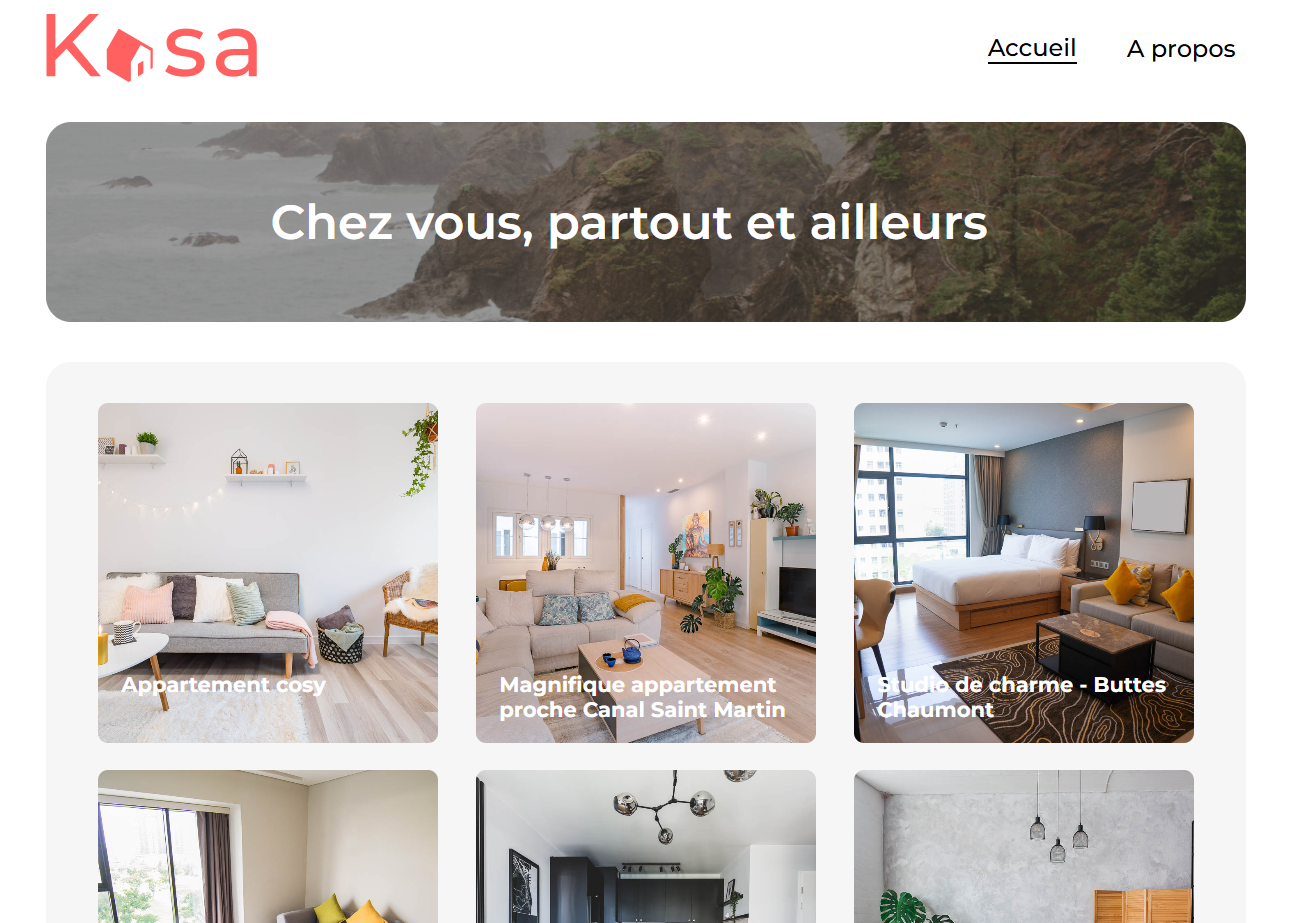 Kasa
Accueil
A propos
Chez vous, partout et ailleurs
Appartement cosy
Magnifique appartement
proche Canal Saint Martin
Studio de charme - Buttes
Chaumont